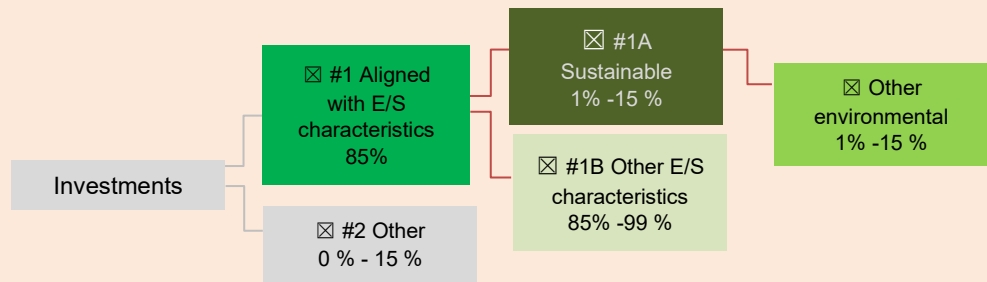 Investments
☒ #1 Aligned
with E/S
characteristics
85%
☒ #2 Other
0 % - 15 %
☒ #1A
Sustainable
1% -15 %
☒ #1B Other E/S
characteristics
85% -99 %
☒ Other
environmental
1% -15 %